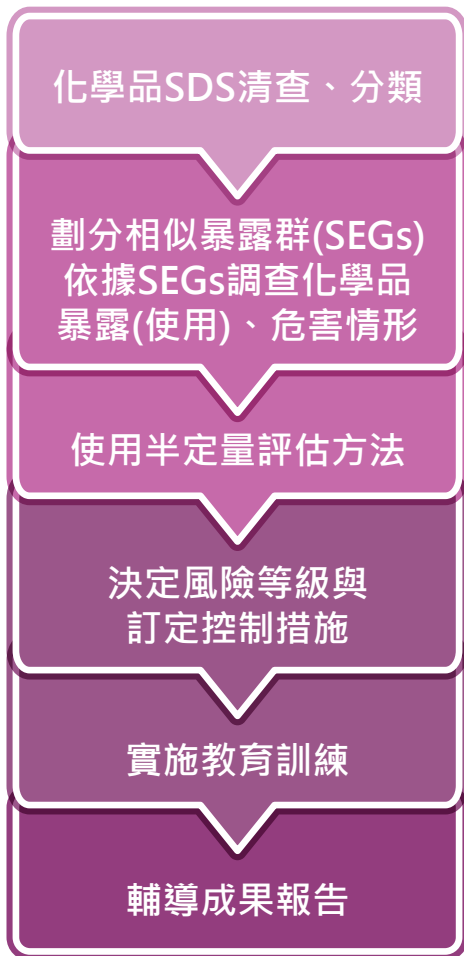 化學品SDS清查、分類
劃分相似暴露群(SEGs)
依據SEGs調查化學品
暴露(使用)、危害情形
使用半定量評估方法
決定風險等級與
訂定控制措施
實施教育訓練
輔導成果報告